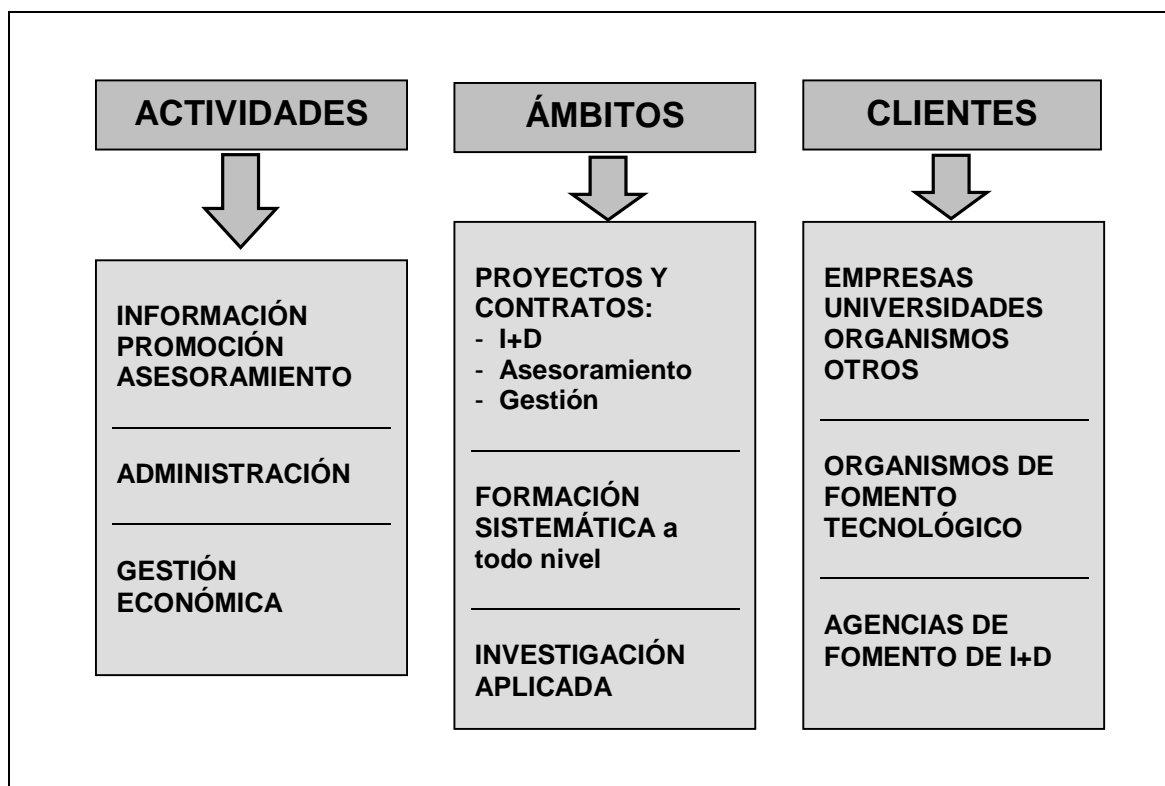 ACTIVIDADES
INFORMACIÓN
PROMOCIÓN
ASESORAMIENTO
ADMINISTRACIÓN
GESTIÓN
ECONÓMICA
ÁMBITOS
PROYECTOS Y
CONTRATOS:
- I+D
- Asesoramiento
- Gestión
FORMACIÓN
SISTEMÁTICA a
todo nivel
INVESTIGACIÓN
APLICADA
CLIENTES
EMPRESAS
UNIVERSIDADES
ORGANISMOS
OTROS
ORGANISMOS DE
FOMENTO
TECNOLÓGICO
AGENCIAS DE
FOMENTO DE I+D